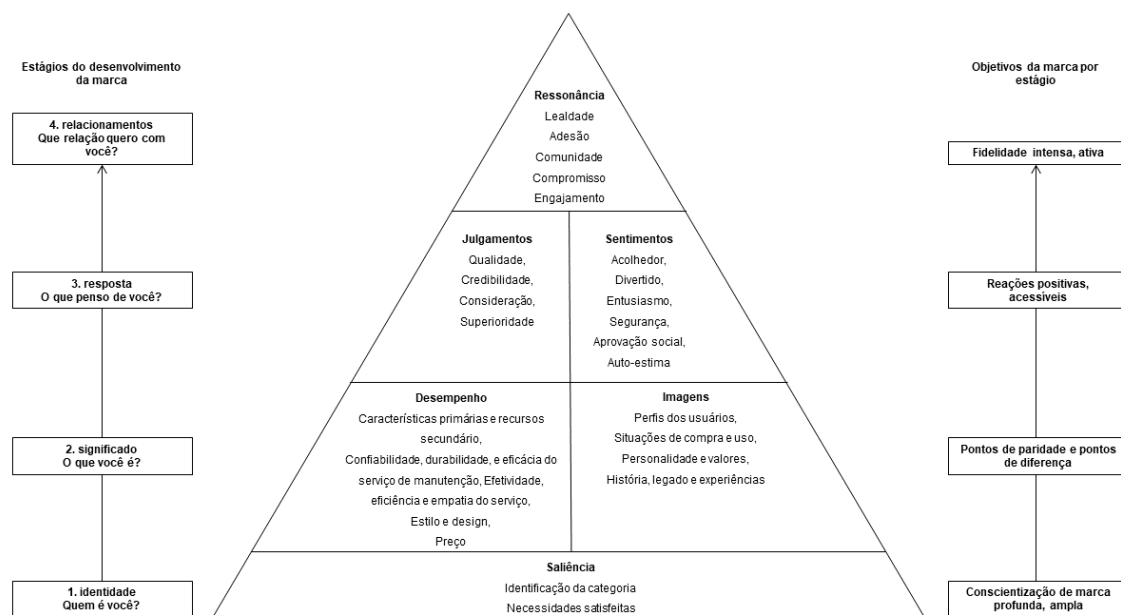 Estágios do desenvolvimento
da marca
4. relacionamentos
Que relação quero com
você?
3. resposta
O que penso de você?
2. significado
O que você é?
1. identidade
Quem é você?
Ressonância
Lealdade
Adesão
Comunidade
Compromisso
Engajamento
Julgamentos
Qualidade,
Credibilidade,
Consideração,
Superioridade
Sentimentos
Acolhedor,
Divertido,
Entusiasmo,
Segurança,
Aprovação social,
Auto-estima
Desempenho
Características primárias e recursos
secundário,
Confiabilidade, durabilidade, e eficácia do
serviço de manutenção, Efetividade,
eficiência e empatia do serviço,
Estilo e design,
Preço
Imagens
Perfis dos usuários,
Situações de compra e uso,
Personalidade e valores,
História, legado e experiências
Saliência
Identificação da categoria
Necessidades satisfeitas
Objetivos da marca por
estágio
Fidelidade intensa, ativa
Reações positivas,
acessíveis
Pontos de paridade e pontos
de diferença
Conscientização de marca
profunda, ampla